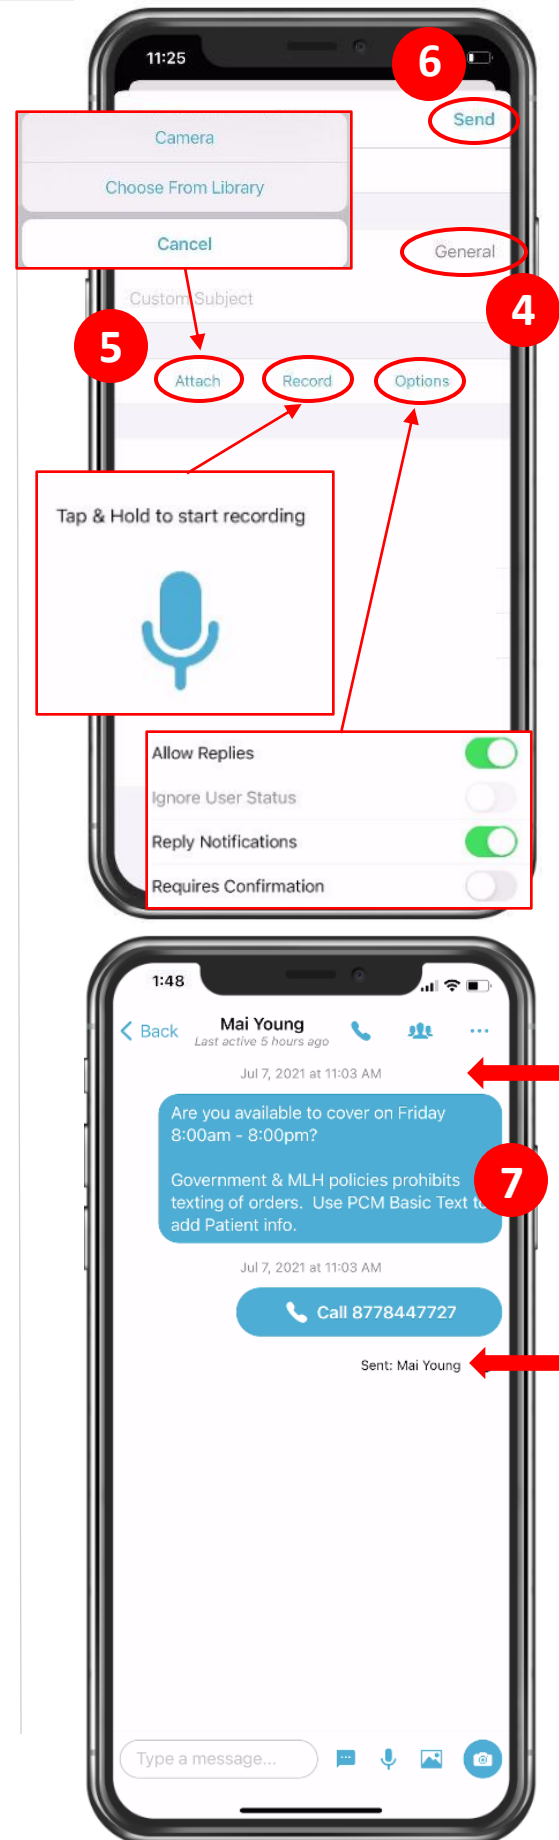 11:25
6
Send
Camera
Choose From Library
Cancel
General
Custom Subject
4
5
Attach
Record
Options
Tap & Hold to start recording
Allow Replies
Ignore User Status
Reply Notifications
Requires Confirmation
1:48
Back
Mai Young
Last active 5 hours ago
Jul 7, 2021 at 11:03 AM
Are you available to cover on Friday
8:00am - 8:00pm?
Government & MLH policies prohibits
texting of orders. Use PCM Basic Text to
add Patient info.
7
Jul 7, 2021 at 11:03 AM
Call 8778447727
Sent: Mai Young
Type a message...